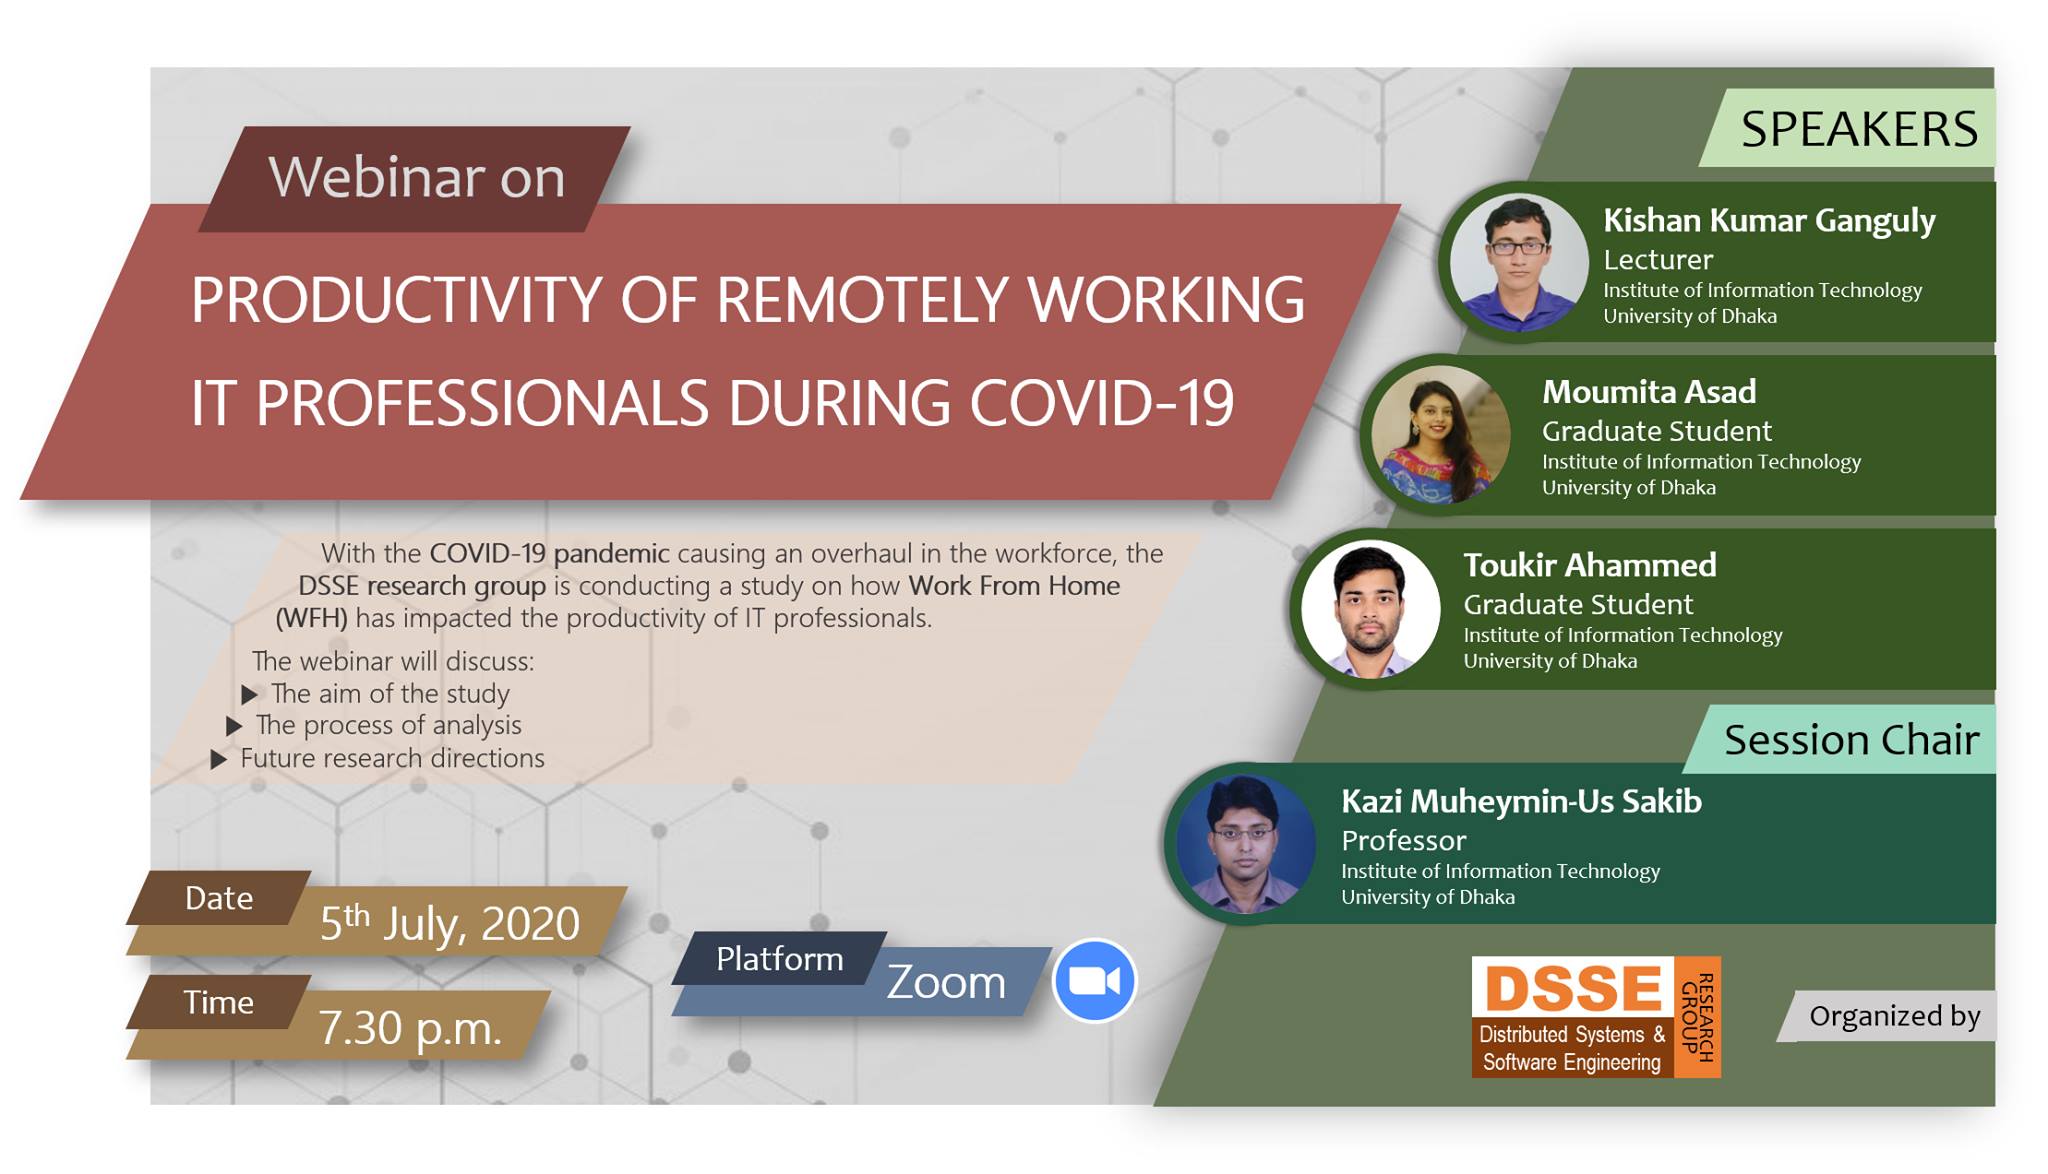 Webinar on
PRODUCTIVITY OF REMOTELY WORKING
IT PROFESSIONALS DURING COVID-19
With the COVID-19 pandemic causing an overhaul in the workforce, the
DSSE research group is conducting a study on how Work From Home
(WFH) has impacted the productivity of IT professionals.
The webinar will discuss:
▶ The aim of the study
▶ The process of analysis
▶ Future research directions
Date
5th July, 2020
Time
7.30 p.m.
Platform
Zoom
SPEAKERS
Kishan Kumar Ganguly
Lecturer
Institute of Information Technology
University of Dhaka
Moumita Asad
Graduate Student
Institute of Information Technology
University of Dhaka
Toukir Ahammed
Graduate Student
Institute of Information Technology
University of Dhaka
Session Chair
Kazi Muheymin-Us Sakib
Professor
Institute of Information Technology
University of Dhaka
Organized by
DSSE
Distributed Systems &
Software Engineering
RESEARCH
GROUP